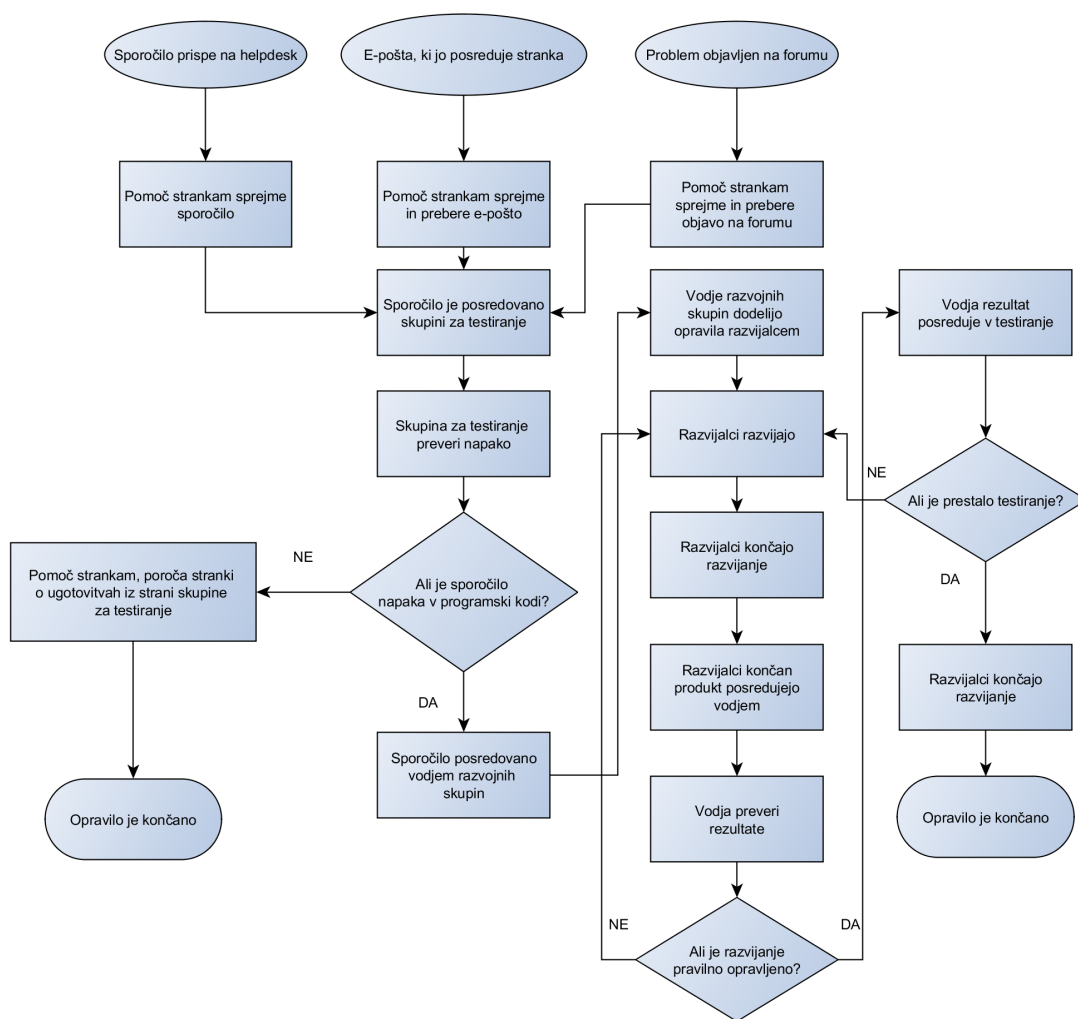 Sporočilo prispe na helpdesk
E-pošta, ki jo posreduje stranka
Problem objavljen na forumu
Pomoč strankam sprejme
sporočilo
Pomoč strankam sprejme
in prebere e-pošto
Pomoč strankam
sprejme in prebere
objavo na forumu
Sporočilo je posredovano
skupini za testiranje
Vodje razvojnih
skupin dodelijo
opravila razvijalcem
Vodja rezultat
posreduje v testiranje
Skupina za testiranje
preveri napako
Razvijalci razvijajo
NE
Ali je prestalo testiranje?
Razvijalci končajo
razvijanje
NE
Pomoč strankam, poroča stranki
o ugotovitvah iz strani skupine
za testiranje
Ali je sporočilo
napaka v programski kodi?
DA
Razvijalci končan
produkt posredujejo
vodjem
Razvijalci končajo
razvijanje
DA
Sporočilo posredovano
vodjem razvojnih
skupin
Opravilo je končano
Vodja preveri
rezultate
Opravilo je končano
NE
DA
Ali je razvijanje
pravilno opravljeno?